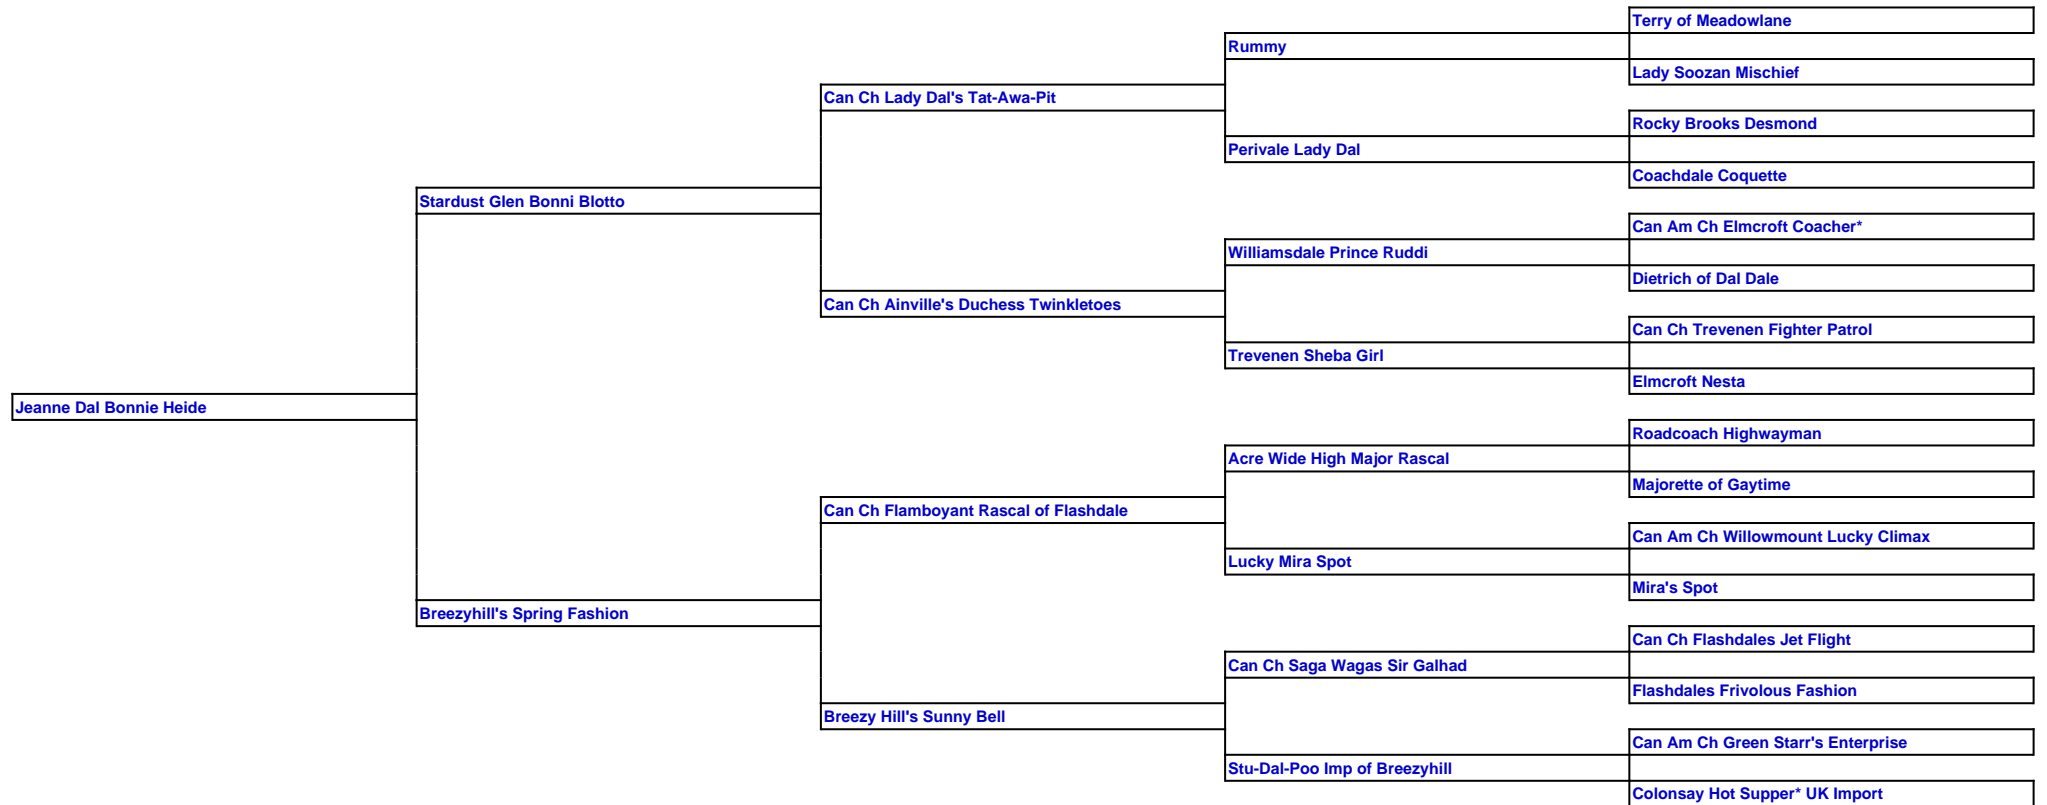 Terry of Meadowlane
Rummy
Lady Soozan Mischief
Can Ch Lady Dal's Tat-Awa-Pit
Rocky Brooks Desmond
Perivale Lady Dal
Coachdale Coquette
Stardust Glen Bonni Blotto
Can Am Ch Elmcroft Coacher*
Williamsdale Prince Ruddi
Dietrich of Dal Dale
Can Ch Ainville's Duchess Twinkletoes
Can Ch Trevenen Fighter Patrol
Trevenen Sheba Girl
Elmcroft Nesta
Jeanne Dal Bonnie Heide
Roadcoach Highwayman
Acre Wide High Major Rascal
Majorette of Gaytime
Can Ch Flamboyant Rascal of Flashdale
Can Am Ch Willowmount Lucky Climax
Lucky Mira Spot
Mira's Spot
Breezyhill's Spring Fashion
Can Ch Flashdales Jet Flight
Can Ch Saga Wagas Sir Galhad
Flashdales Frivolous Fashion
Breezy Hill's Sunny Bell
Can Am Ch Green Starr's Enterprise
Stu-Dal-Poo Imp of Breezyhill
Colonsay Hot Supper* UK Import